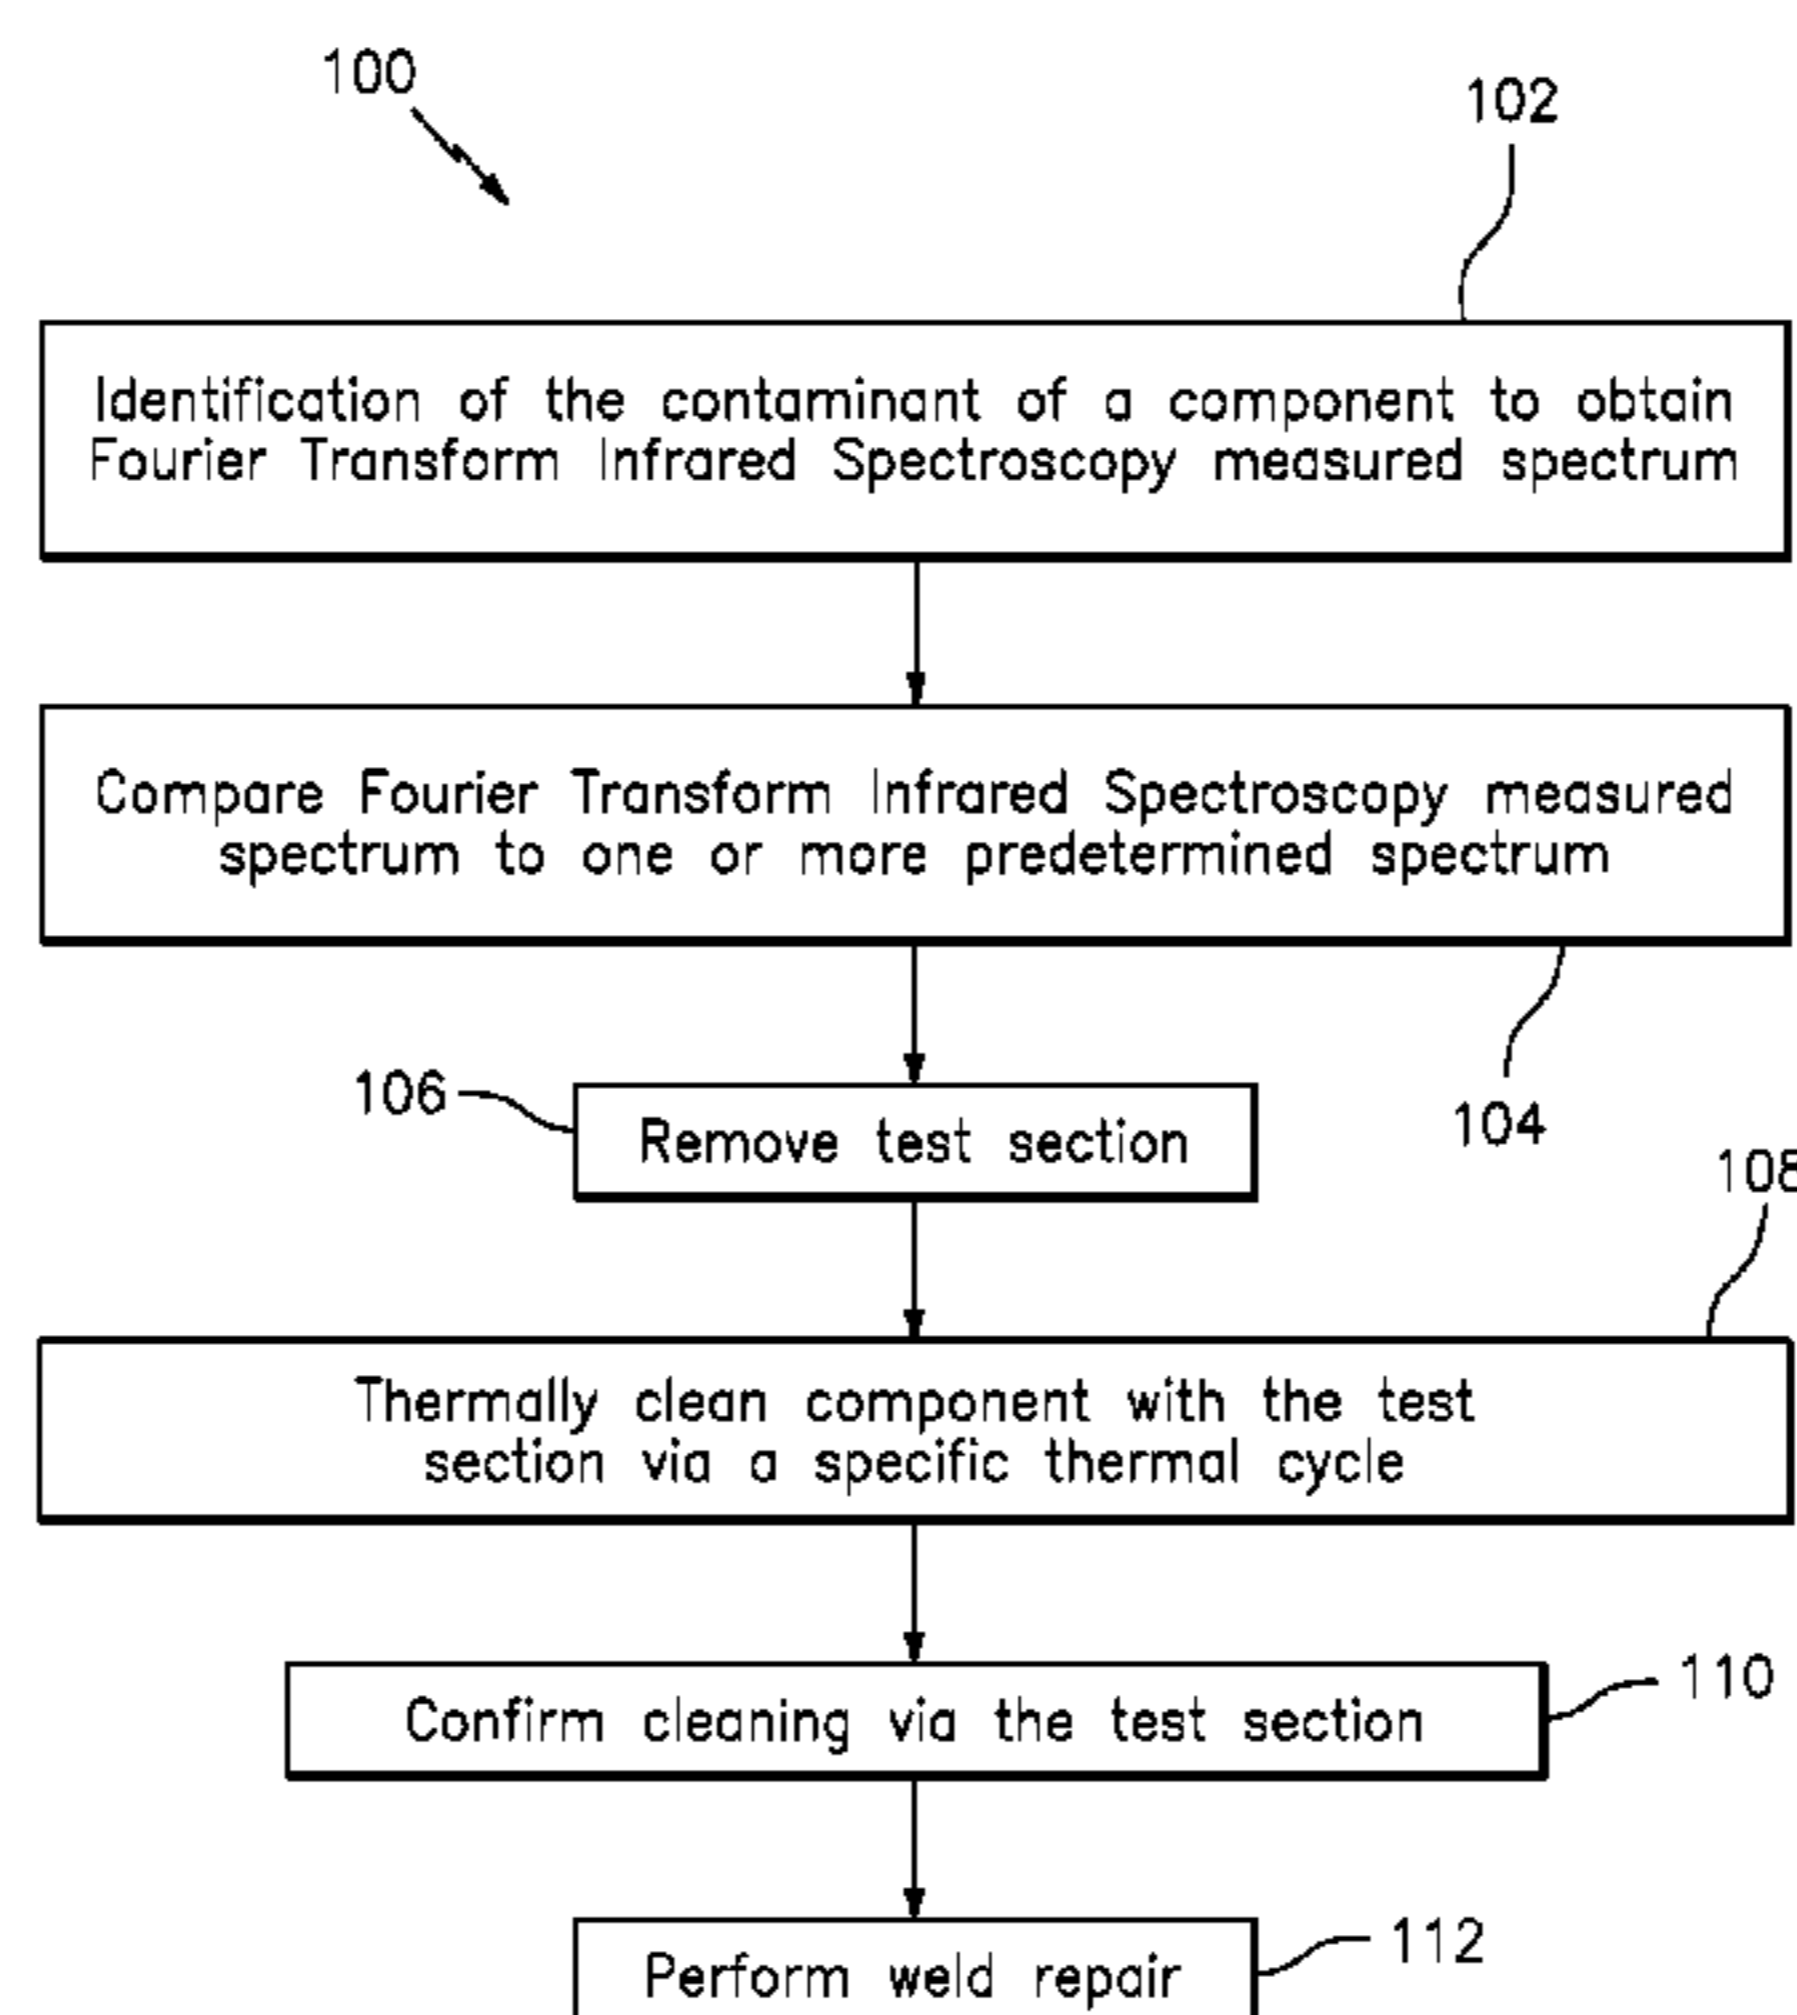 100
102
Identification of the contaminant of a component to obtain
Fourier Transform Infrared Spectroscopy measured spectrum
Compare Fourier Transform Infrared Spectroscopy measured
spectrum to one or more predetermined spectrum
104
106
Remove test section
108
Thermally clean component with the test
section via a specific thermal cycle
Confirm cleaning via the test section
110
Perform weld repair
112